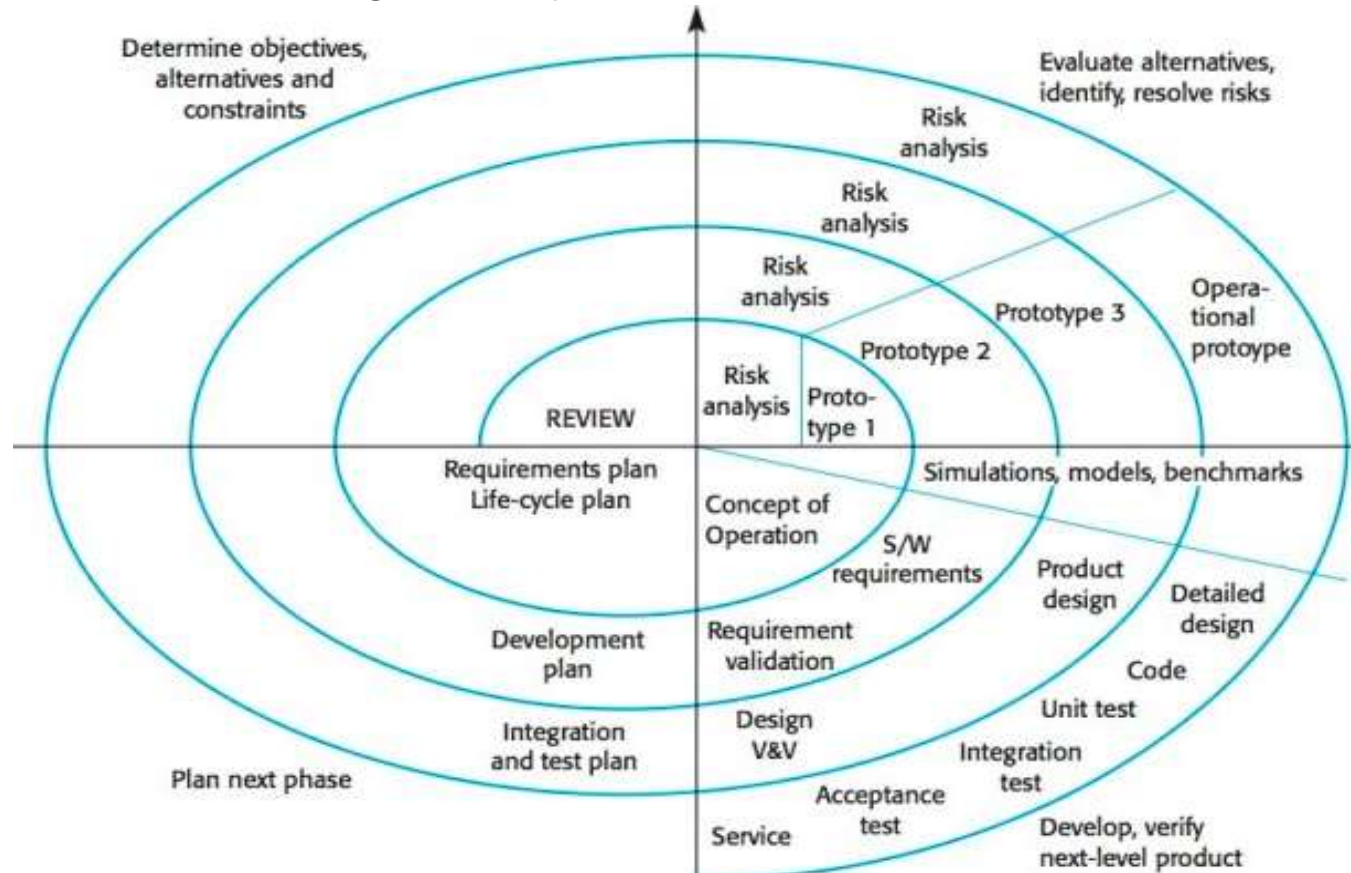 Determine objectives,
alternatives and
constraints
Evaluate alternatives,
identify, resolve risks
Risk
analysis
Risk
analysis
Risk
analysis
Risk
analysis
Proto-
type 1
Prototype 2
Prototype 3
Opera-
tional
protoype
REVIEW
Requirements plan
Life-cycle plan
Simulations, models, benchmarks
Concept of
Operation
S/W
requirements
Product
design
Detailed
design
Development
plan
Requirement
validation
Code
Unit test
Integration
and test plan
Design
V&V
Integration
test
Plan next phase
Acceptance
test
Service
Develop, verify
next-level product